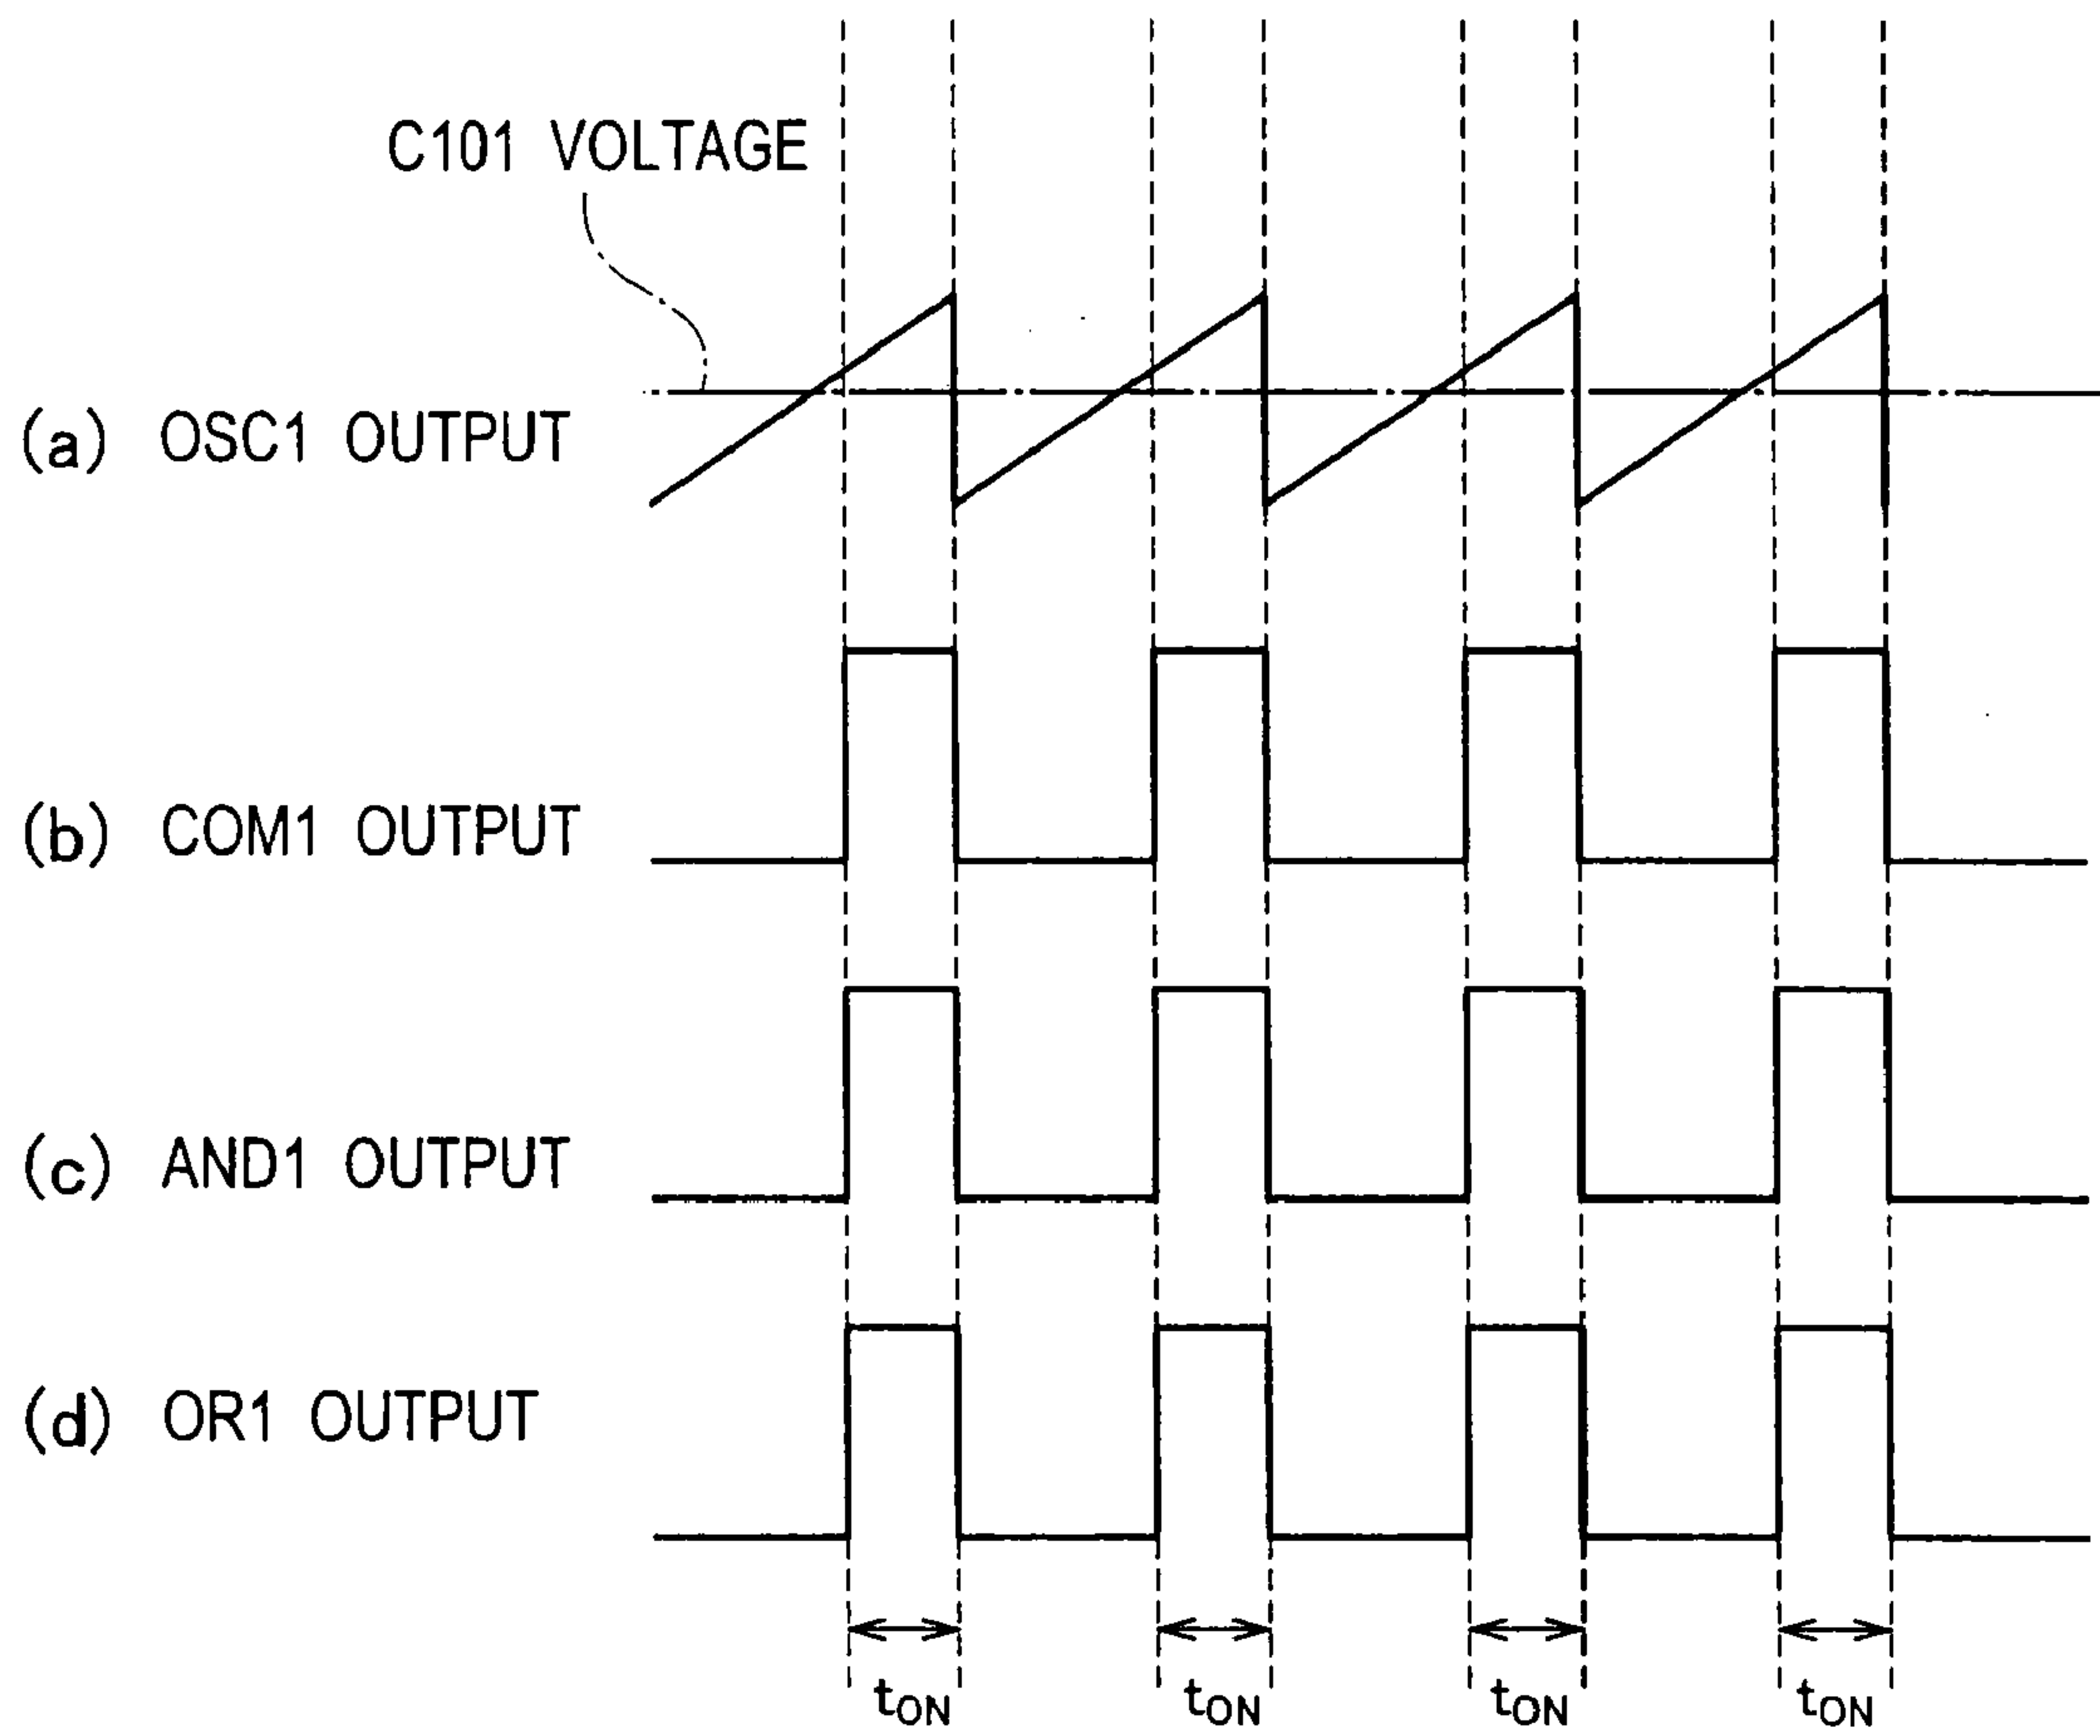 C101 VOLTAGE
(a) OSC1 OUTPUT
(b) COM1 OUTPUT
(c) AND1 OUTPUT
(d) OR1 OUTPUT
tON tON tON tON